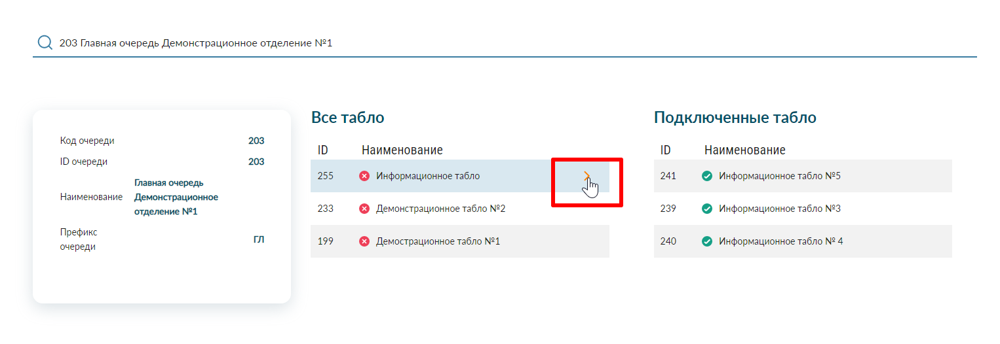 203 Главная очередь Демонстрационное отделение №1
Код очереди 203
ID очереди 203
Наименование Главная очередь
Демонстрационное
отделение №1
Префикс
очереди ГЛ
Все табло
ID Наименование
255 Информационное табло
233 Демонстрационное табло №2
199 Демострационное табло №1
Подключенные табло
ID Наименование
241 Информационное табло №5
239 Информационное табло №3
240 Информационное табло № 4